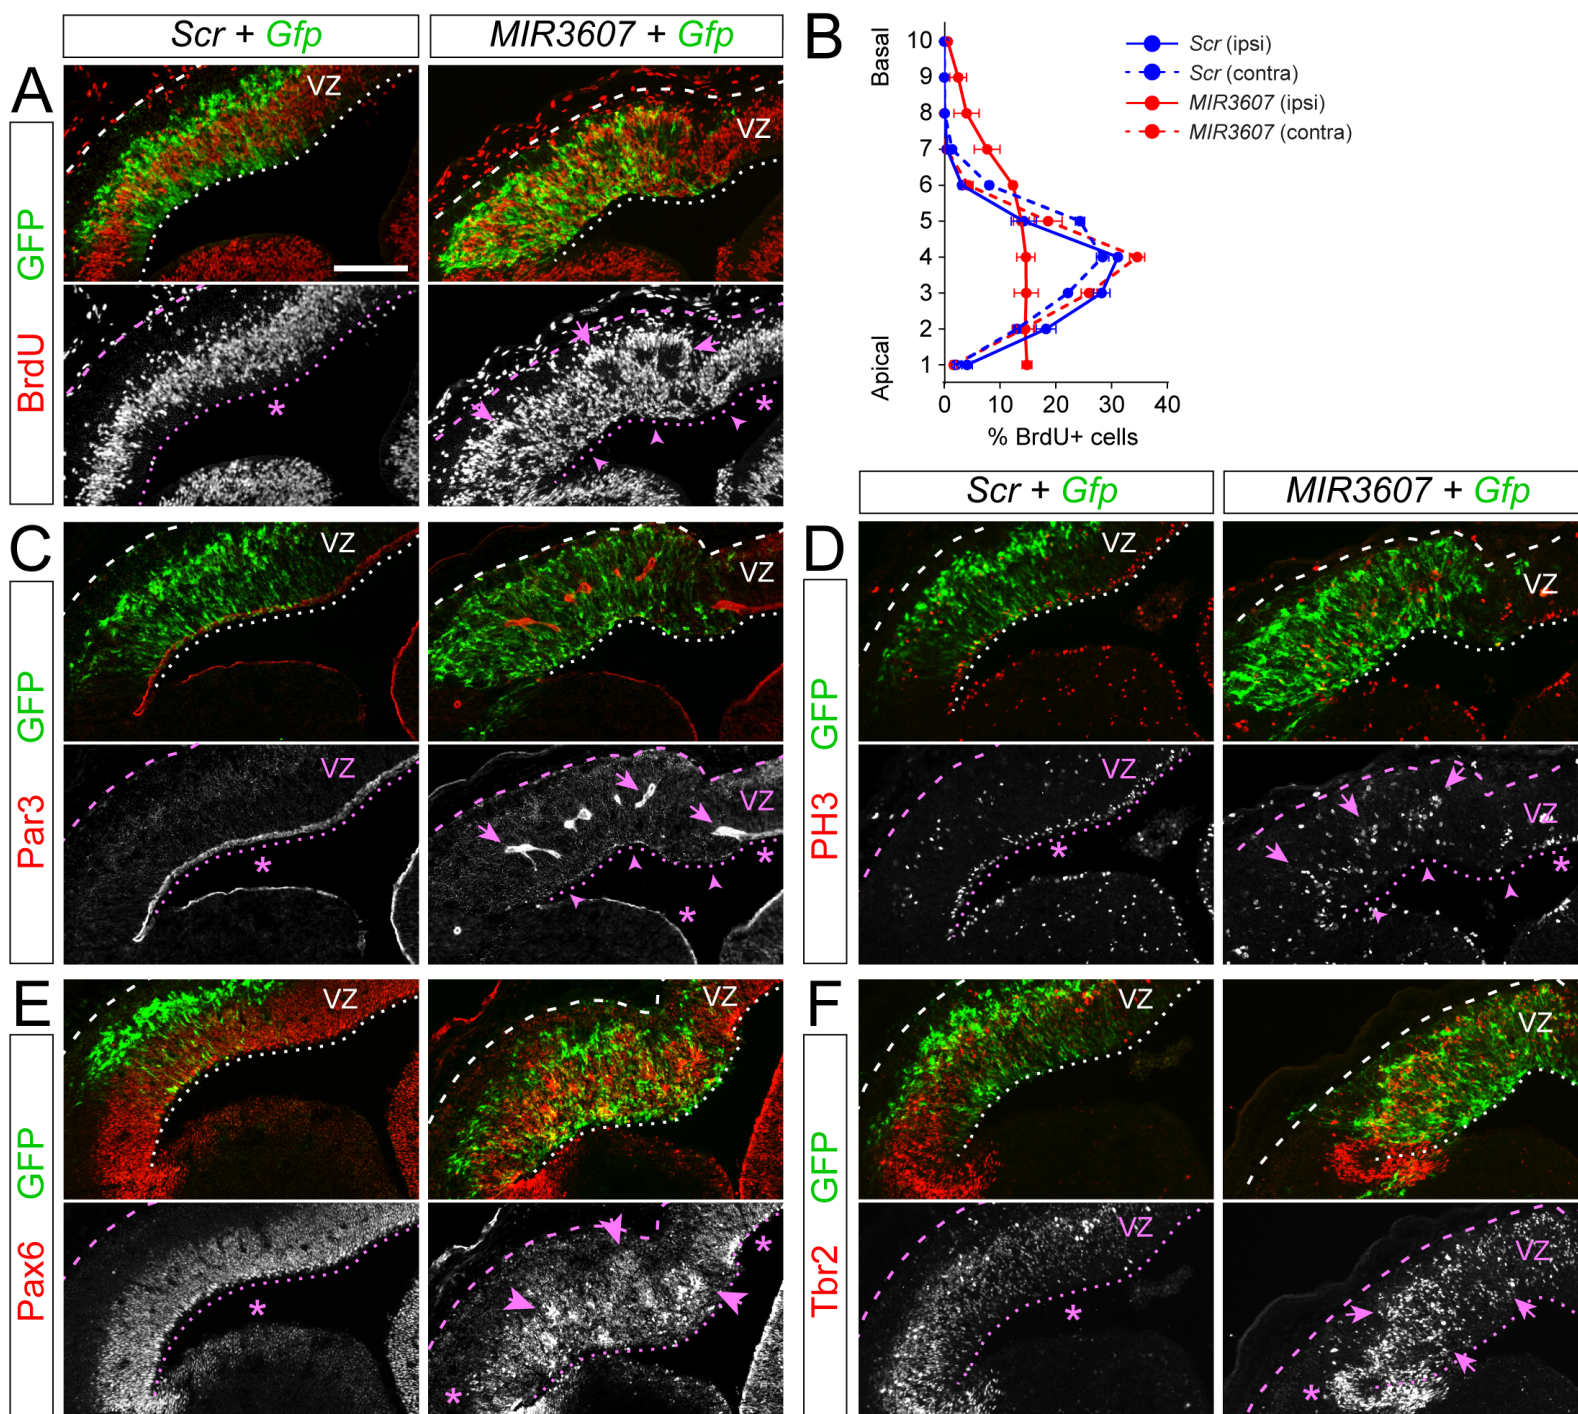 Scr + Gfp
MIR3607 + Gfp
A
BrdU GFP
VZ
VZ
*
*
B
Basal
Apical
10
9
8
7
6
5
4
3
2
1
0 10 20 30 40
% BrdU+ cells
Scr (ipsi)
Scr (contra)
MIR3607 (ipsi)
MIR3607 (contra)
C
Par3 GFP
VZ
VZ
VZ
*
VZ
*
*
Scr + Gfp
MIR3607 + Gfp
D
PH3 GFP
VZ
VZ
VZ
*
VZ
*
E
Pax6 GFP
VZ
VZ
*
*
*
F
Tbr2 GFP
VZ
VZ
VZ
*
VZ
*